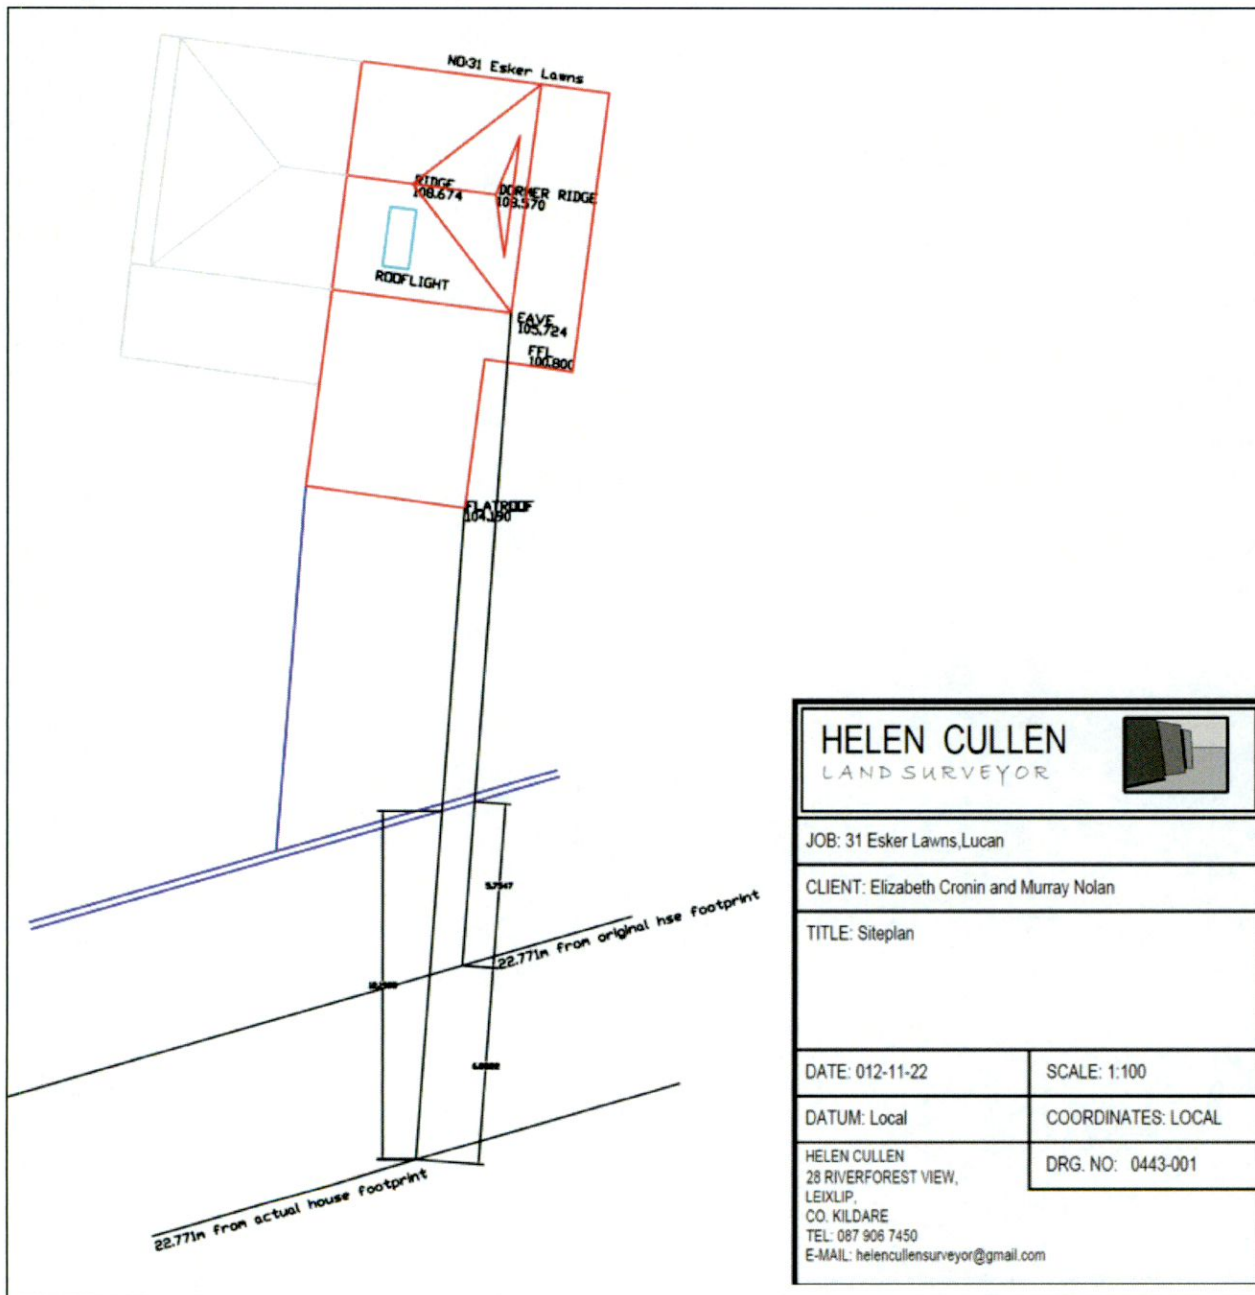 NO:31 Esker Lawns
RIDGE
108.674
DORMER RIDGE
108.570
ROOFLIGHT
EAVE
105.724
FFL
100.800
FLATROOF
104.190
22.771m from original hse footprint
22.771m from actual house footprint
HELEN CULLEN
LAND SURVEYOR
JOB: 31 Esker Lawns,Lucan
CLIENT: Elizabeth Cronin and Murray Nolan
TITLE: Siteplan
DATE: 012-11-22
SCALE: 1:100
DATUM: Local
COORDINATES: LOCAL
HELEN CULLEN
28 RIVERFOREST VIEW,
LEIXLIP,
CO. KILDARE
TEL: 087 906 7450
E-MAIL: helencullensurveyor@gmail.com
DRG. NO: 0443-001